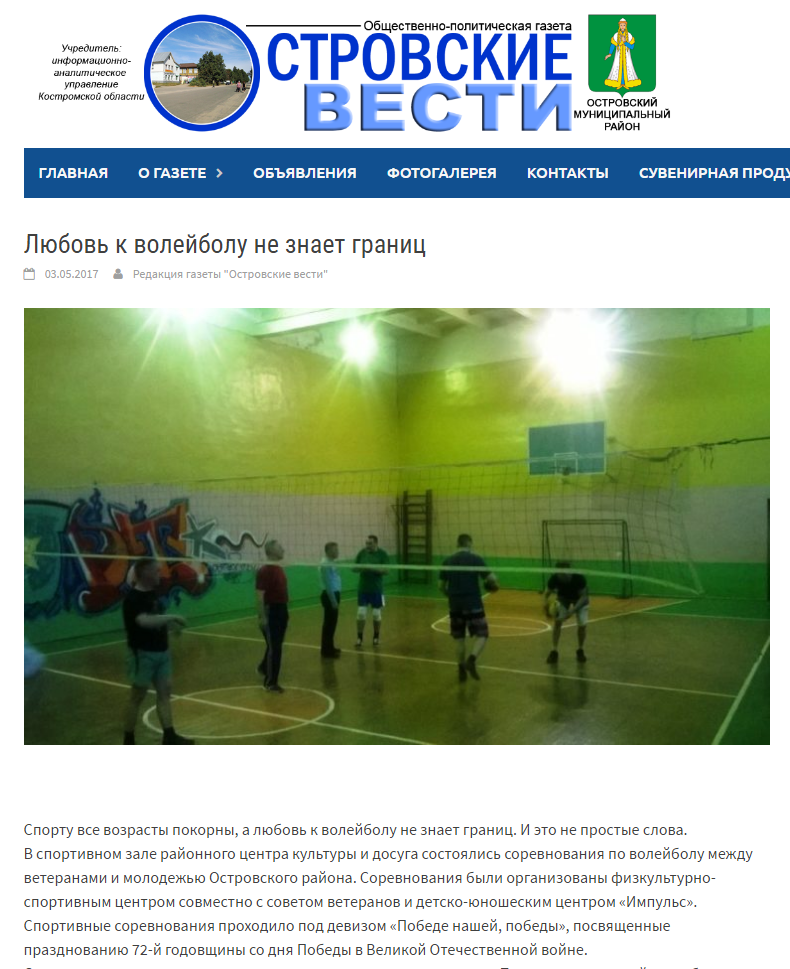 Общественно-политическая газета
Учредитель:
информационно-
аналитическое
управление
Костромской области
ОСТРОВСКИЕ
ВЕСТИ
ОСТРОВСКИЙ
МУНИЦИПАЛЬНЫЙ
РАЙОН
ГЛАВНАЯ О ГАЗЕТЕ ОБЪЯВЛЕНИЯ ФОТОГАЛЕРЕЯ КОНТАКТЫ СУВЕНИРНАЯ ПРОДУ
Любовь к волейболу не знает границ
03.05.2017 Редакция газеты "Островские вести"
Спорту все возрасты покорны, а любовь к волейболу не знает границ. И это не простые слова.
В спортивном зале районного центра культуры и досуга состоялись соревнования по волейболу между
ветеранами и молодежью Островского района. Соревнования были организованы физкультурно-
спортивным центром совместно с советом ветеранов и детско-юношеским центром «Импульс».
Спортивные соревнования проходило под девизом «Победе нашей, победы», посвященные
празднованию 72-й годовщины со дня Победы в Великой Отечественной войне.